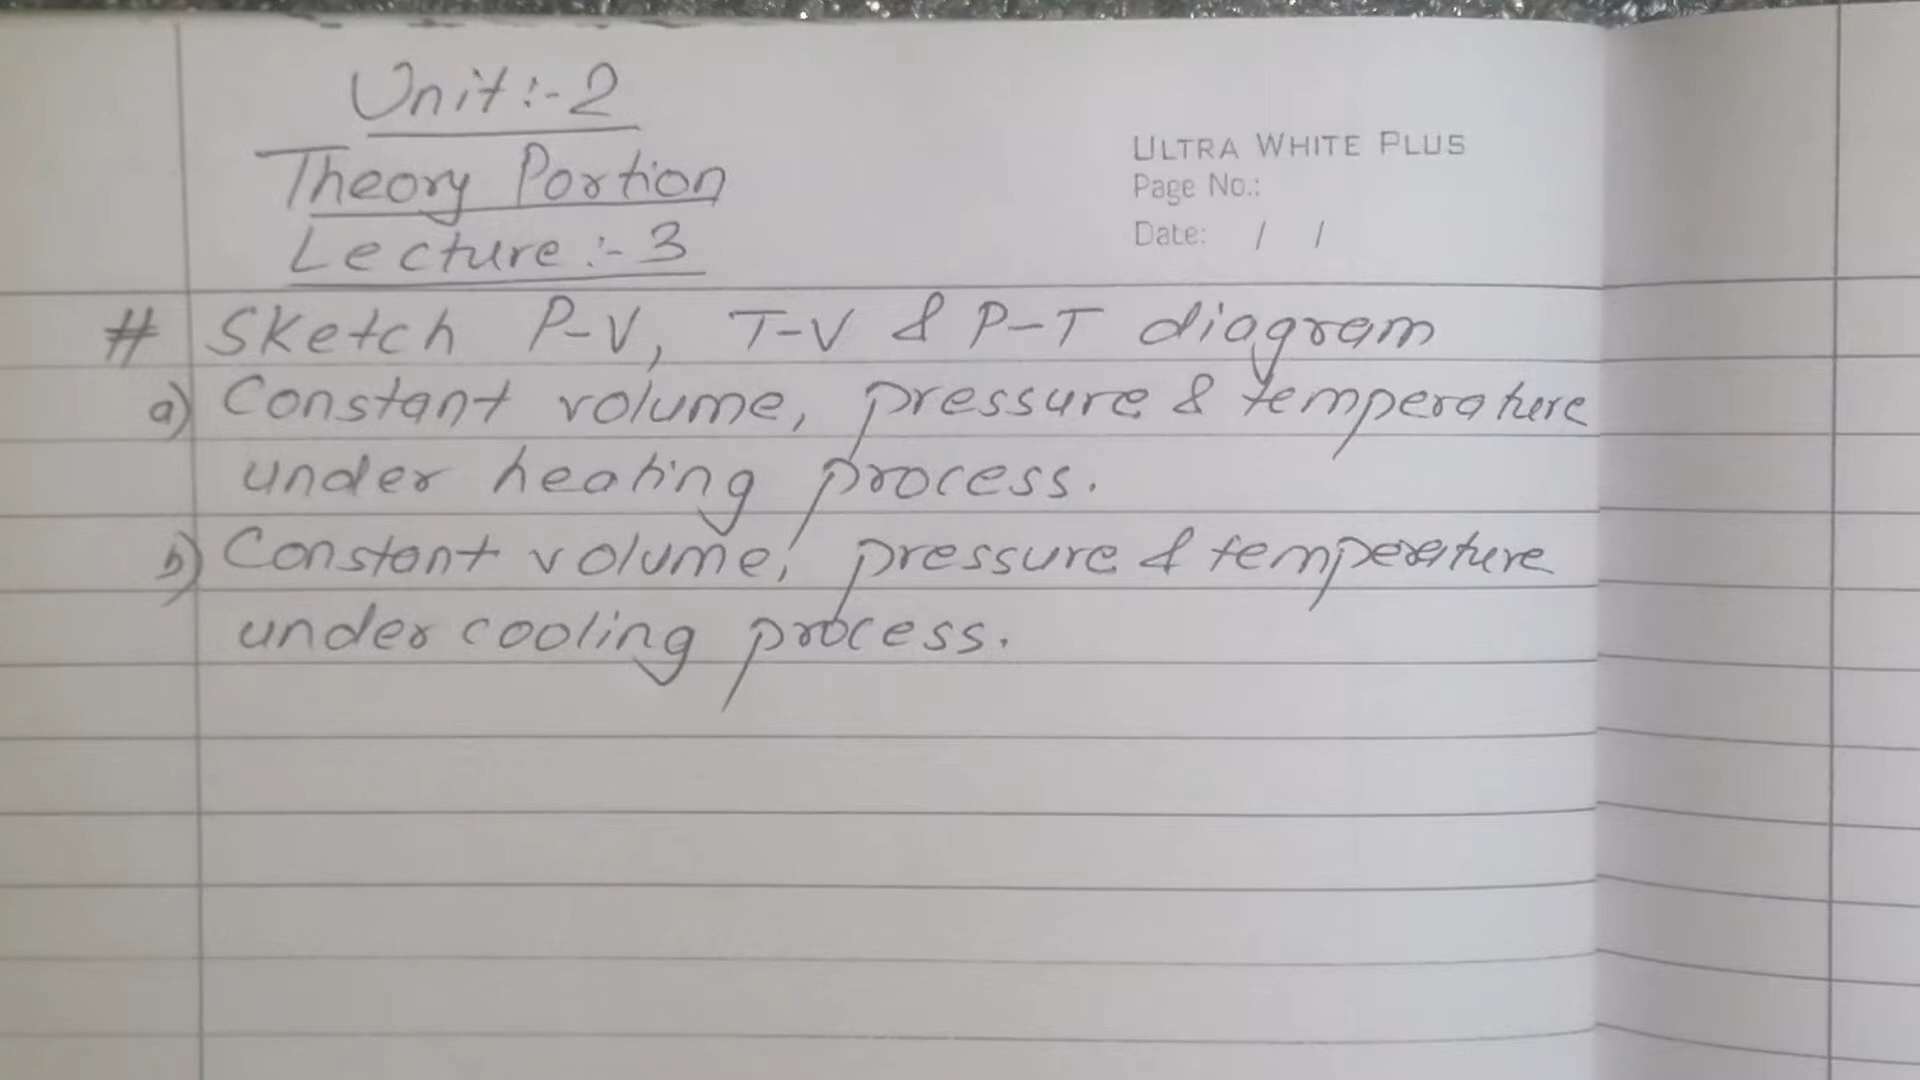 Unit :- 2
Theory Portion
Lecture :- 3
ULTRA WHITE PLUS
Page No.:
Date: / /
# Sketch P-V, T-V & P-T diagram
a) Constant volume, pressure & temperature
under heating process.
b) Constant volume, pressure & temperature
under cooling process.